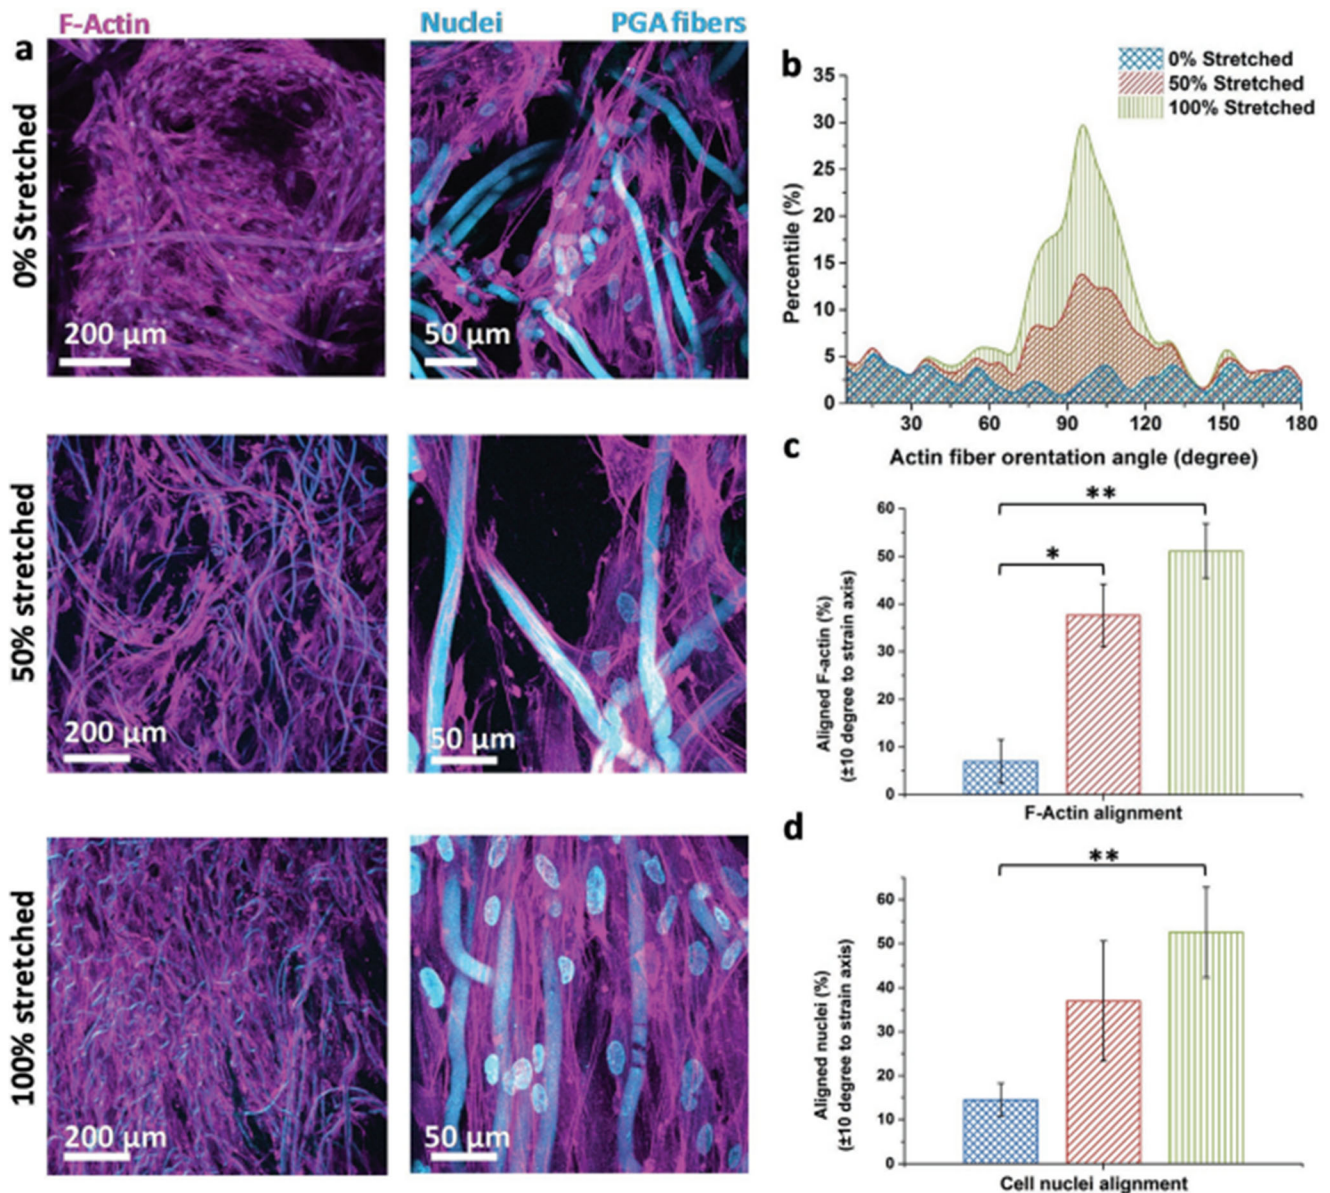 a
F-Actin
Nuclei
PGA fibers
0% Stretched
200 µm
50 µm
50% stretched
200 µm
50 µm
100% stretched
200 µm
50 µm
b
0% Stretched
50% Stretched
100% Stretched
Percentile (%)
35
30
25
20
15
10
5
0
30 60 90 120 150 180
Actin fiber orentation angle (degree)
c
Aligned F-actin (%)
(±10 degree to strain axis)
60
50
40
30
20
10
0
**
*
F-Actin alignment
d
Aligned nuclei (%)
(±10 degree to strain axis)
60
50
40
30
20
10
0
**
Cell nuclei alignment